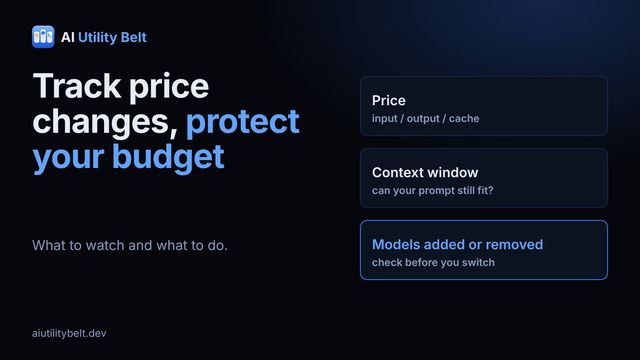 AI Utility Belt
Track price
changes, protect
your budget
What to watch and what to do.
aiutilitybelt.dev
Price
input / output / cache
Context window
can your prompt still fit?
Models added or removed
check before you switch